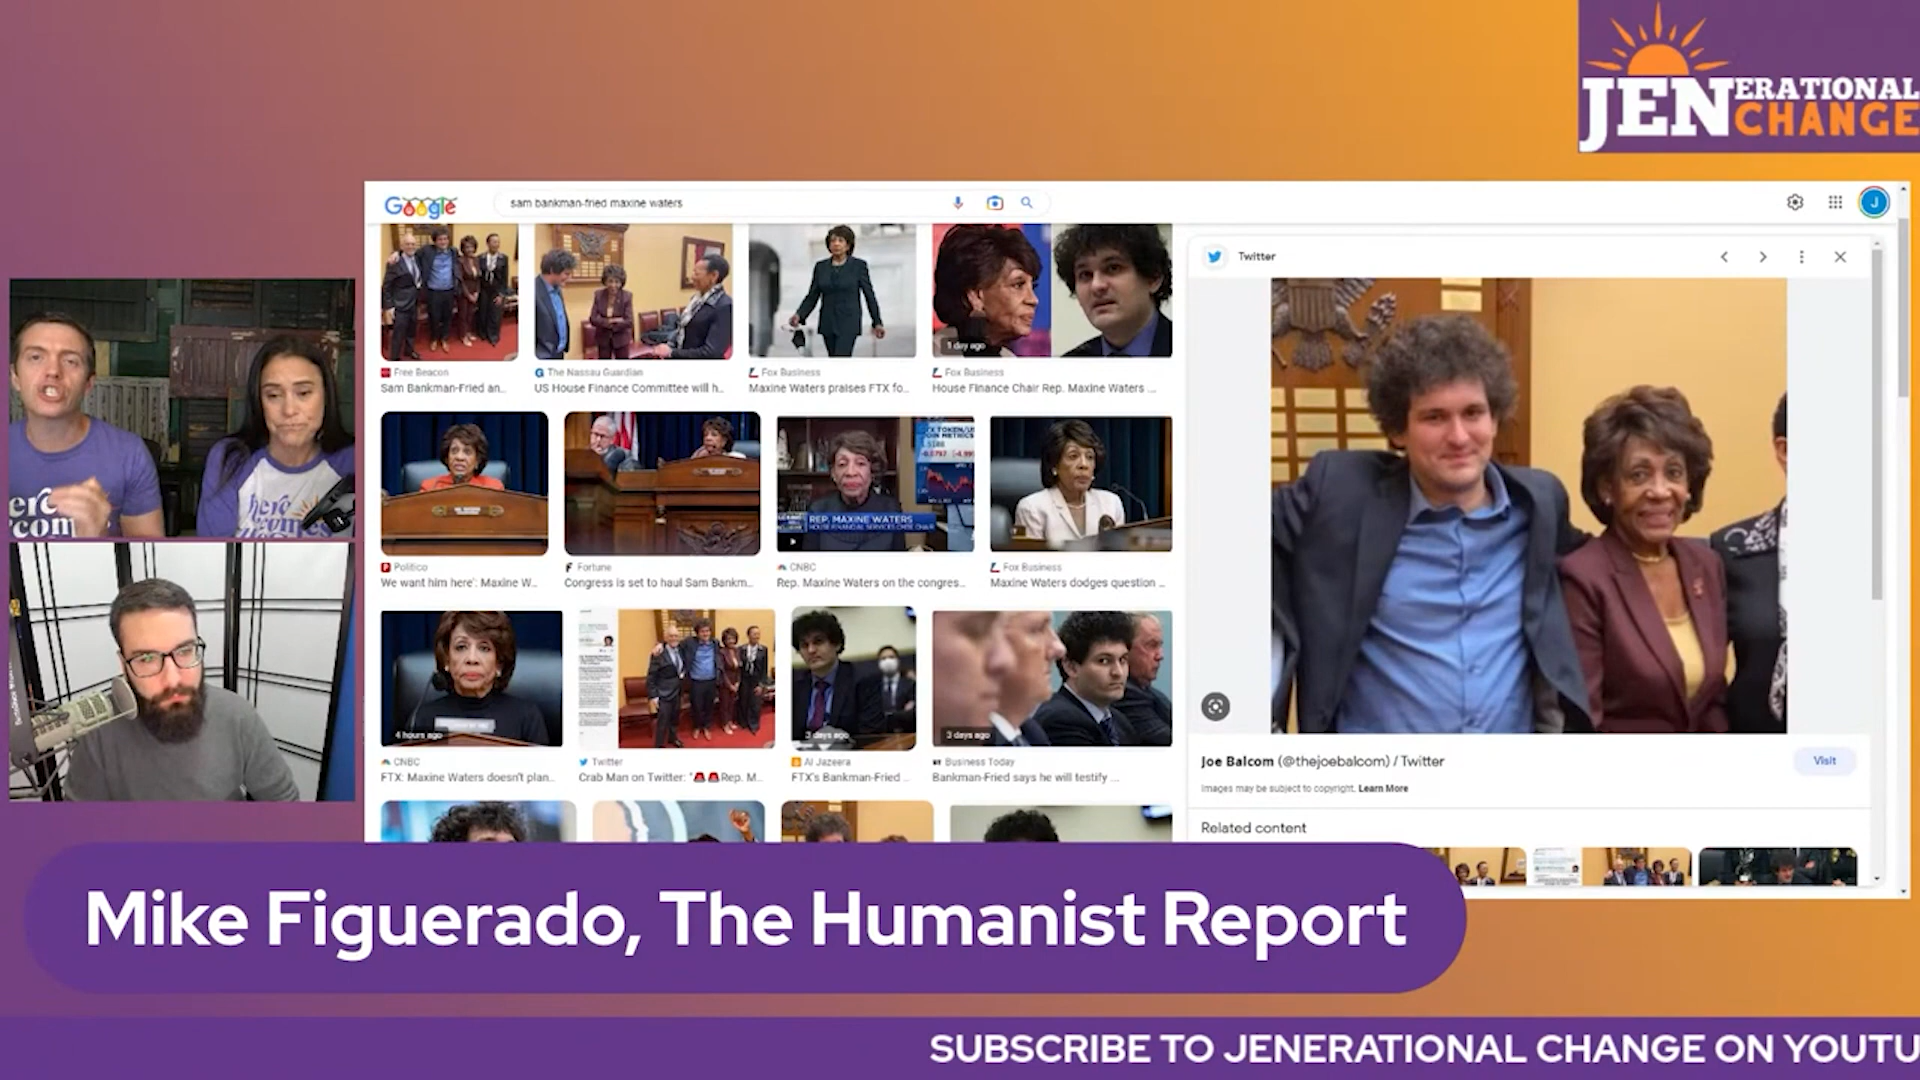 JENERATIONAL
CHANGE
Google
sam bankman-fried maxine waters
J
Twitter
1 day ago
Free Beacon
Sam Bankman-Fried an...
The Nassau Guardian
US House Finance Committee will h...
Fox Business
Maxine Waters praises FTX fo...
Fox Business
House Finance Chair Rep. Maxine Waters ...
REP. MAXINE WATERS
Politico
We want him here': Maxine W...
Fortune
Congress is set to haul Sam Bankm...
CNBC
Rep. Maxine Waters on the congres...
Fox Business
Maxine Waters dodges question ...
4 hours ago
3 days ago
3 days ago
CNBC
FTX: Maxine Waters doesn't plan...
Twitter
Crab Man on Twitter: "🚨🚨Rep. M...
Al Jazeera
FTX's Bankman-Fried ...
Business Today
Bankman-Fried says he will testify ...
Joe Balcom (@thejoebalcom) / Twitter
Visit
Images may be subject to copyright. Learn More
Related content
here
comes
Mike Figuerado, The Humanist Report
SUBSCRIBE TO JENERATIONAL CHANGE ON YOUTU